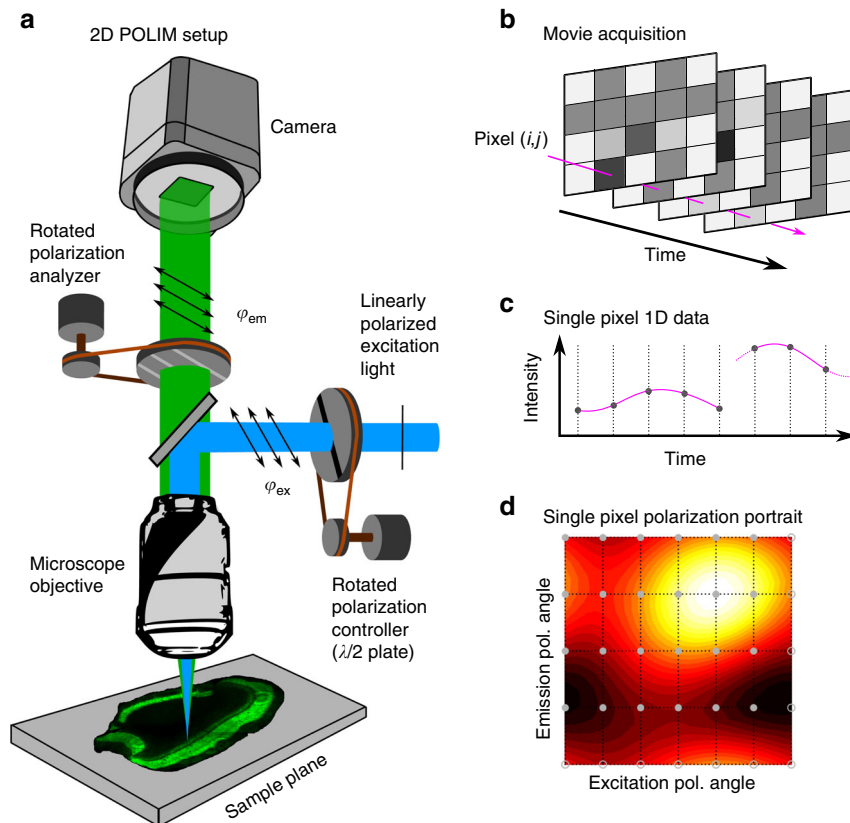 a
2D POLIM setup
Camera
Rotated
polarization
analyzer
φem
Linearly
polarized
excitation
light
φex
Microscope
objective
Rotated
polarization
controller
(λ/2 plate)
Sample plane
b
Movie acquisition
Pixel (i,j)
Time
c
Single pixel 1D data
Intensity
Time
d
Single pixel polarization portrait
Emission pol. angle
Excitation pol. angle